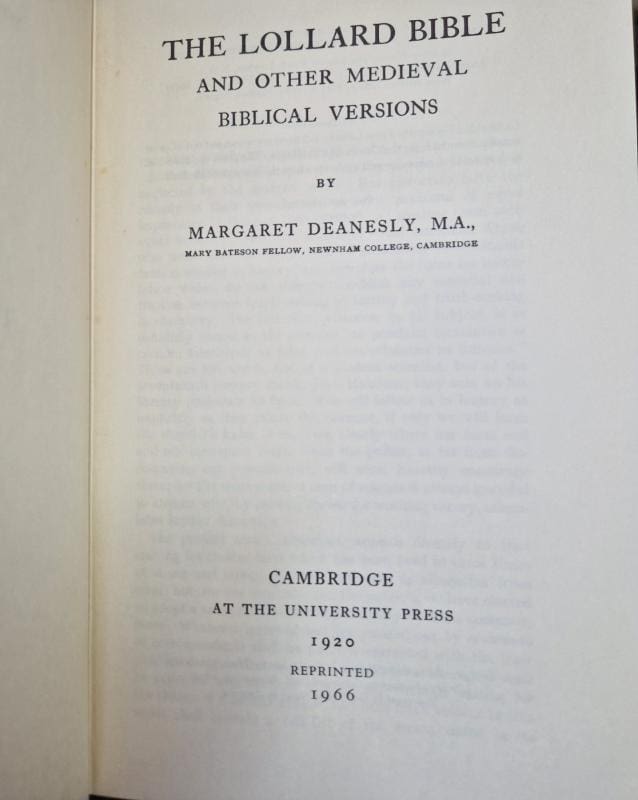 THE LOLLARD BIBLE
AND OTHER MEDIEVAL
BIBLICAL VERSIONS
BY
MARGARET DEANESLY, M.A.,
MARY BATESON FELLOW, NEWNHAM COLLEGE, CAMBRIDGE
CAMBRIDGE
AT THE UNIVERSITY PRESS
1920
REPRINTED
1966